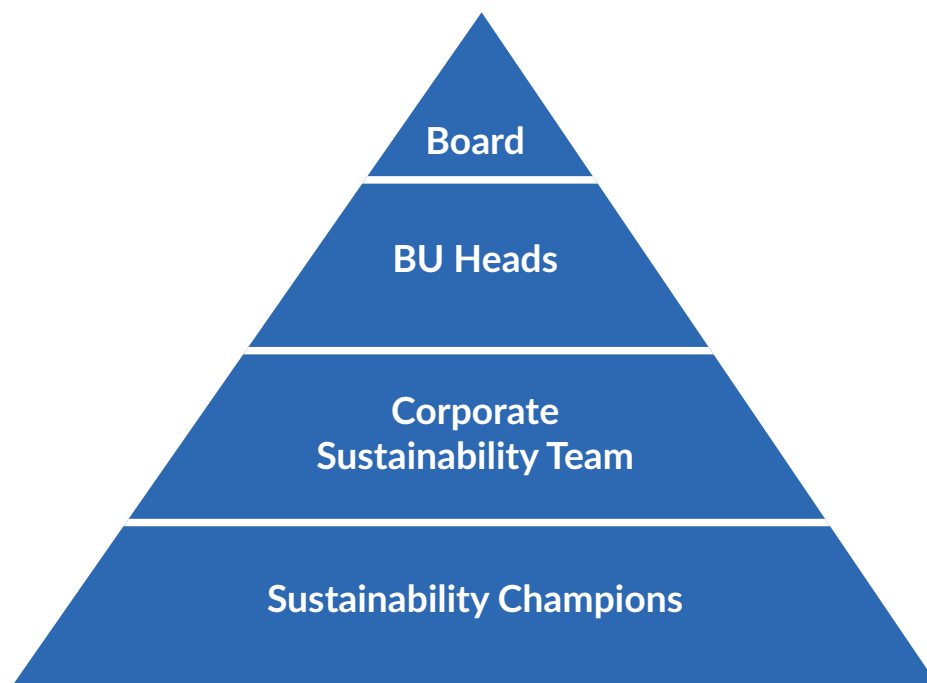 Board
BU Heads
Corporate
Sustainability Team
Sustainability Champions